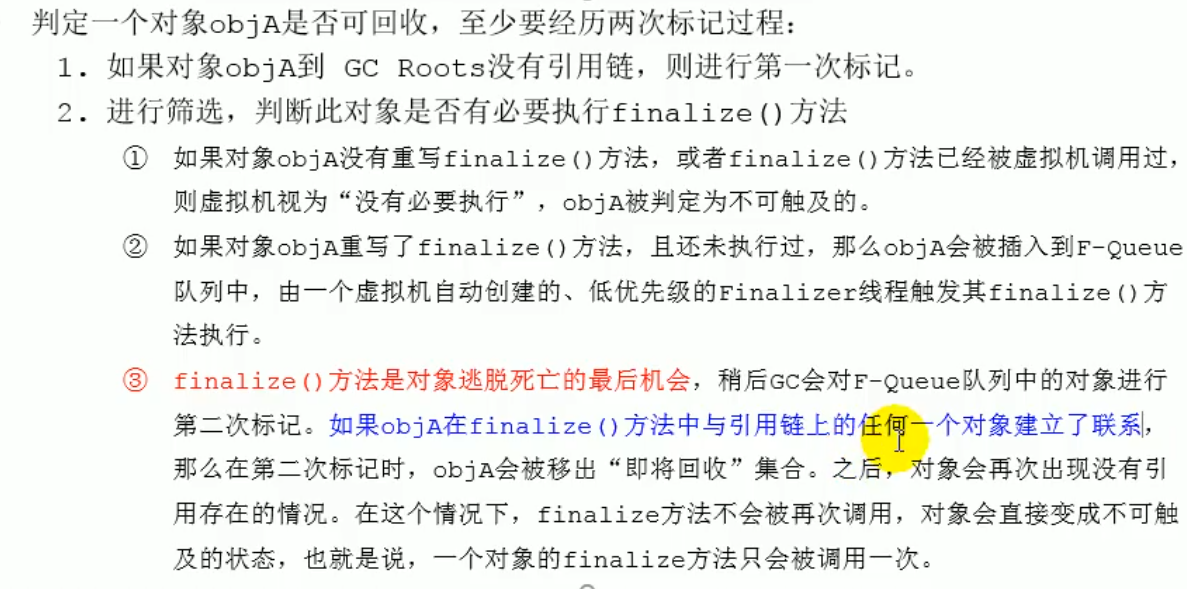 判定一个对象objA是否可回收，至少要经历两次标记过程：
1. 如果对象objA到 GC Roots没有引用链，则进行第一次标记。
2. 进行筛选，判断此对象是否有必要执行finalize()方法
① 如果对象objA没有重写finalize()方法，或者finalize()方法已经被虚拟机调用过，
则虚拟机视为“没有必要执行”，objA被判定为不可触及的。
② 如果对象objA重写了finalize()方法，且还未执行过，那么objA会被插入到F-Queue
队列中，由一个虚拟机自动创建的、低优先级的Finalizer线程触发其finalize()方
法执行。
③ finalize()方法是对象逃脱死亡的最后机会，稍后GC会对F-Queue队列中的对象进行
第二次标记。如果objA在finalize()方法中与引用链上的任何一个对象建立了联系，
那么在第二次标记时，objA会被移出“即将回收”集合。之后，对象会再次出现没有引
用存在的情况。在这个情况下，finalize方法不会被再次调用，对象会直接变成不可触
及的状态，也就是说，一个对象的finalize方法只会被调用一次。